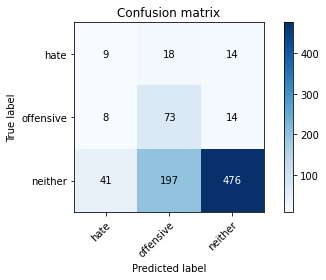 Confusion matrix
hate 9 18 14
offensive 8 73 14
neither 41 197 476
hate offensive neither
True label
Predicted label
400
300
200
100